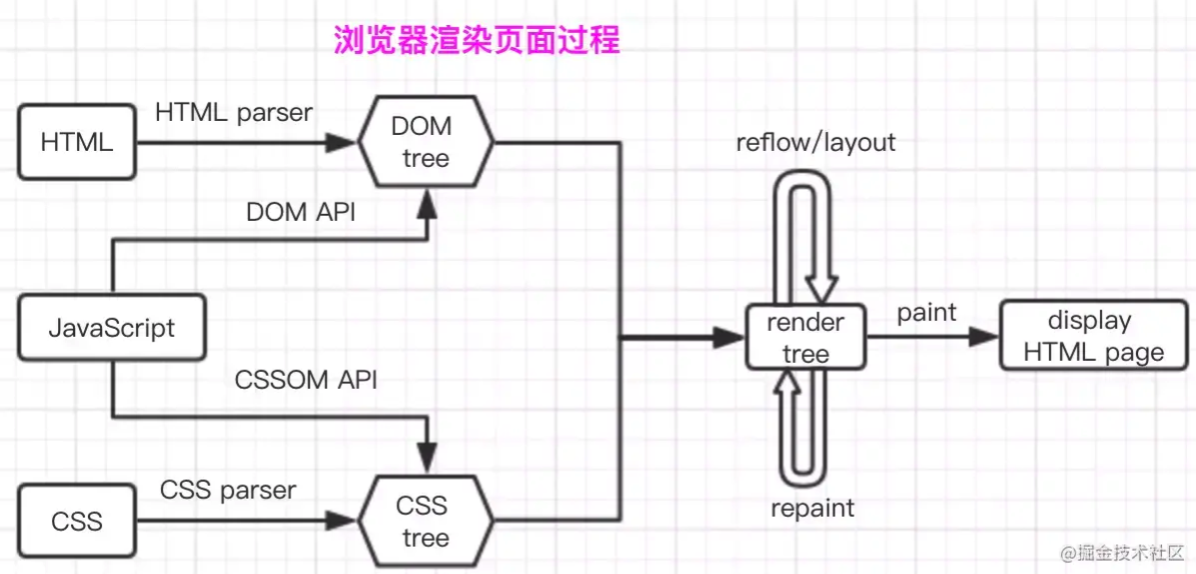 浏览器渲染页面过程
HTML
HTML parser
DOM
tree
DOM API
JavaScript
CSSOM API
CSS
CSS parser
CSS
tree
reflow/layout
render
tree
repaint
paint
display
HTML page
@掘金技术社区